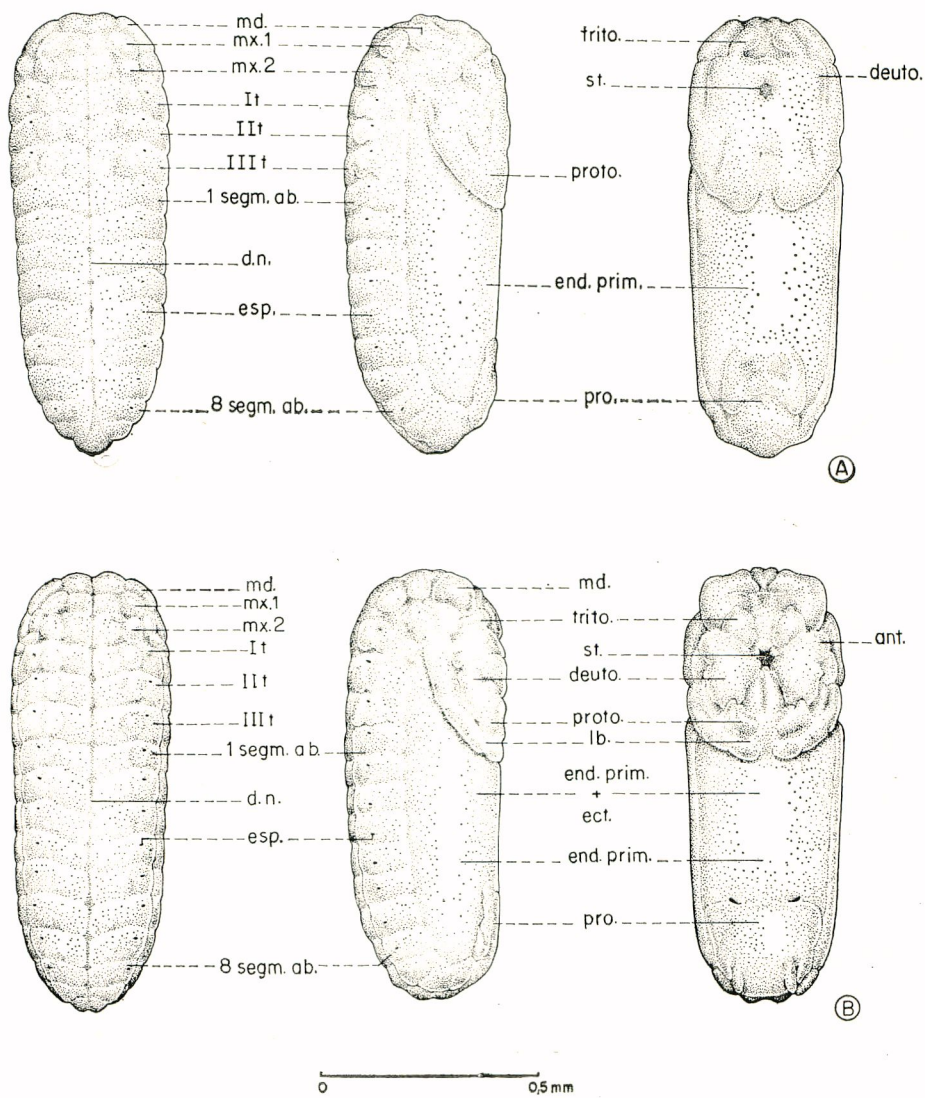 md.
mx.1
mx.2
It
IIt
IIIt
1 segm. ab.
d.n.
esp.
8 segm. ab.
trito.
st.
deuto.
proto.
end. prim.
pro.
A
md.
mx.1
mx.2
It
IIt
IIIt
1 segm. ab.
d.n.
esp.
8 segm. ab.
md.
trito.
st.
ant.
deuto.
proto.
lb.
end. prim.
+
ect.
end. prim.
pro.
B
0 0,5mm